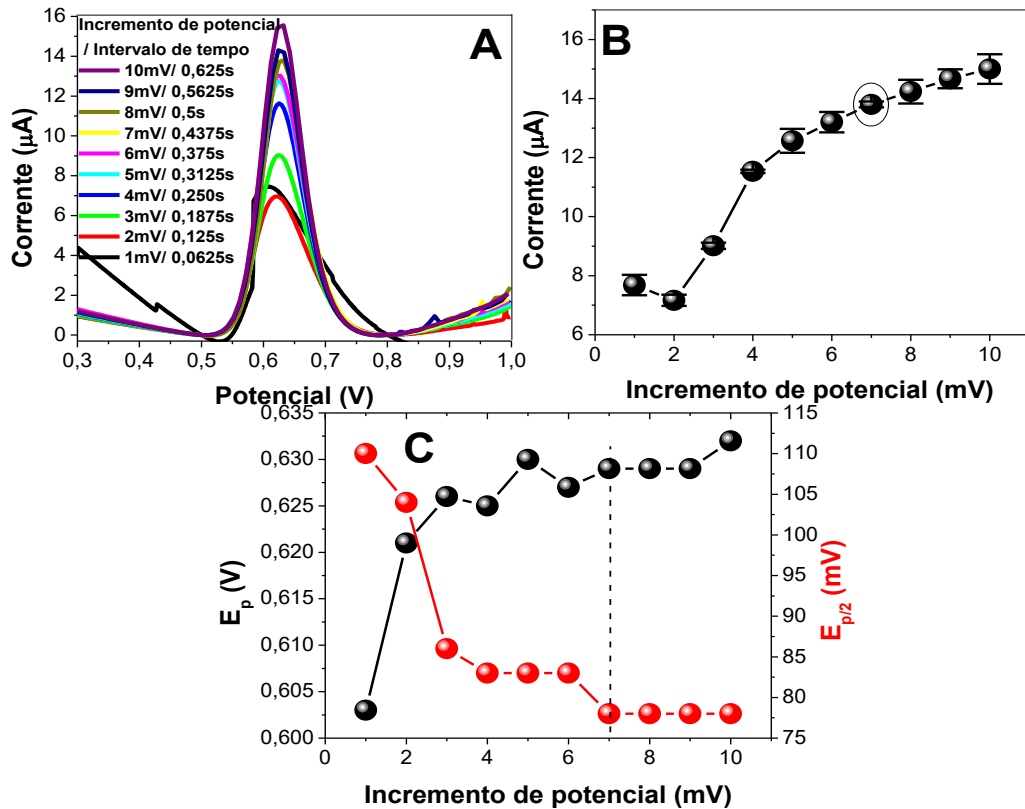 A
Incremento de potencial
/ Intervalo de tempo
10mV/ 0,625s
9mV/ 0,5625s
8mV/ 0,5s
7mV/ 0,4375s
6mV/ 0,375s
5mV/ 0,3125s
4mV/ 0,250s
3mV/ 0,1875s
2mV/ 0,125s
1mV/ 0,0625s
Corrente (µA)
16
14
12
10
8
6
4
2
0
0,3 0,4 0,5 0,6 0,7 0,8 0,9 1,0
Potencial (V)
B
Corrente (µA)
16
14
12
10
8
6
0 2 4 6 8 10
Incremento de potencial (mV)
C
Ep (V)
0,635
0,630
0,625
0,620
0,615
0,610
0,605
0,600
115
110
105
100
95
90
85
80
75
Ep/2 (mV)
0 2 4 6 8 10
Incremento de potencial (mV)